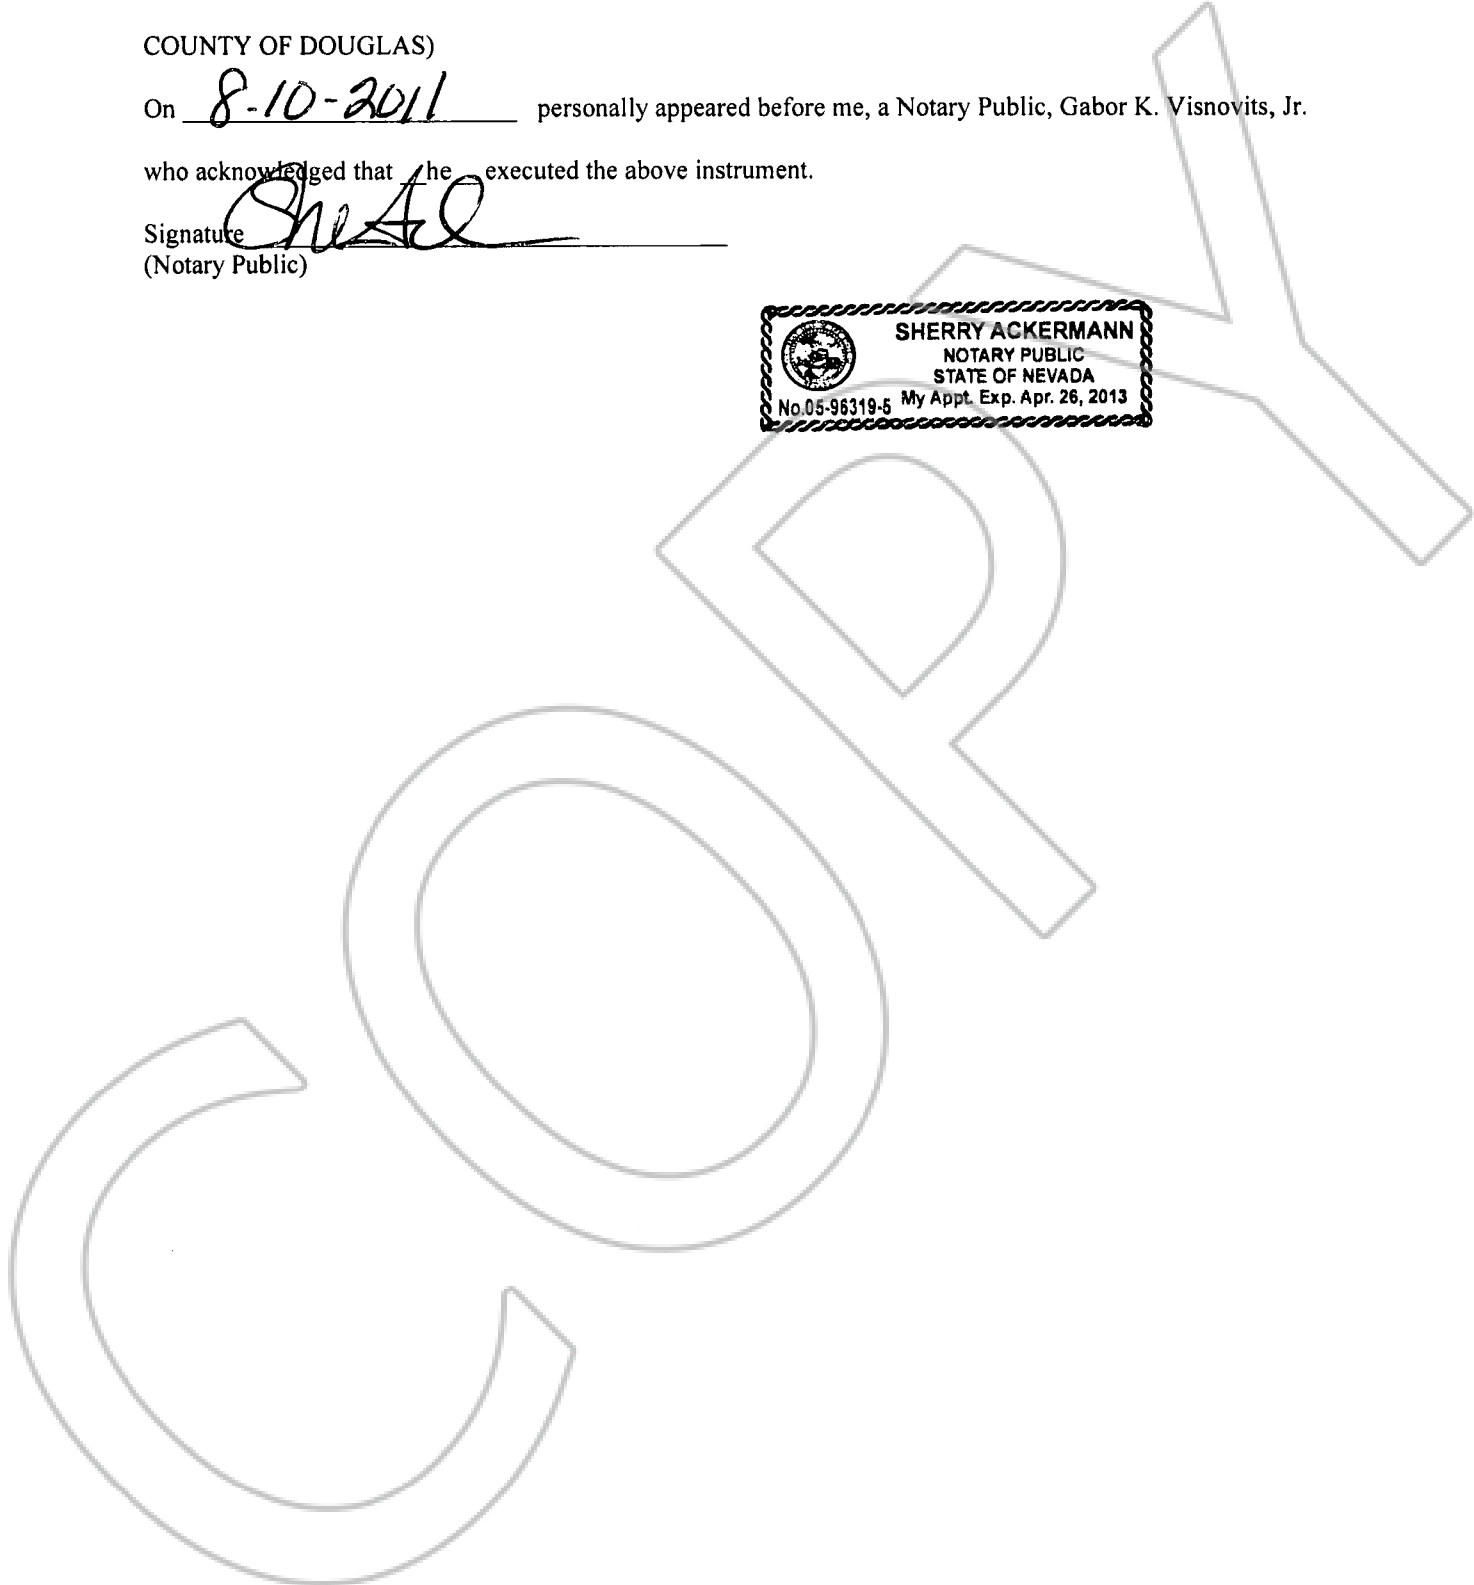 COUNTY OF DOUGLAS)
On 8-10-2011 personally appeared before me, a Notary Public, Gabor K. Visnovits, Jr.
who acknowledged that __he__ executed the above instrument.
Signature
(Notary Public)
SHERRY ACKERMANN
NOTARY PUBLIC
STATE OF NEVADA
No.05-96319-5 My Appt. Exp. Apr. 26, 2013
COPY